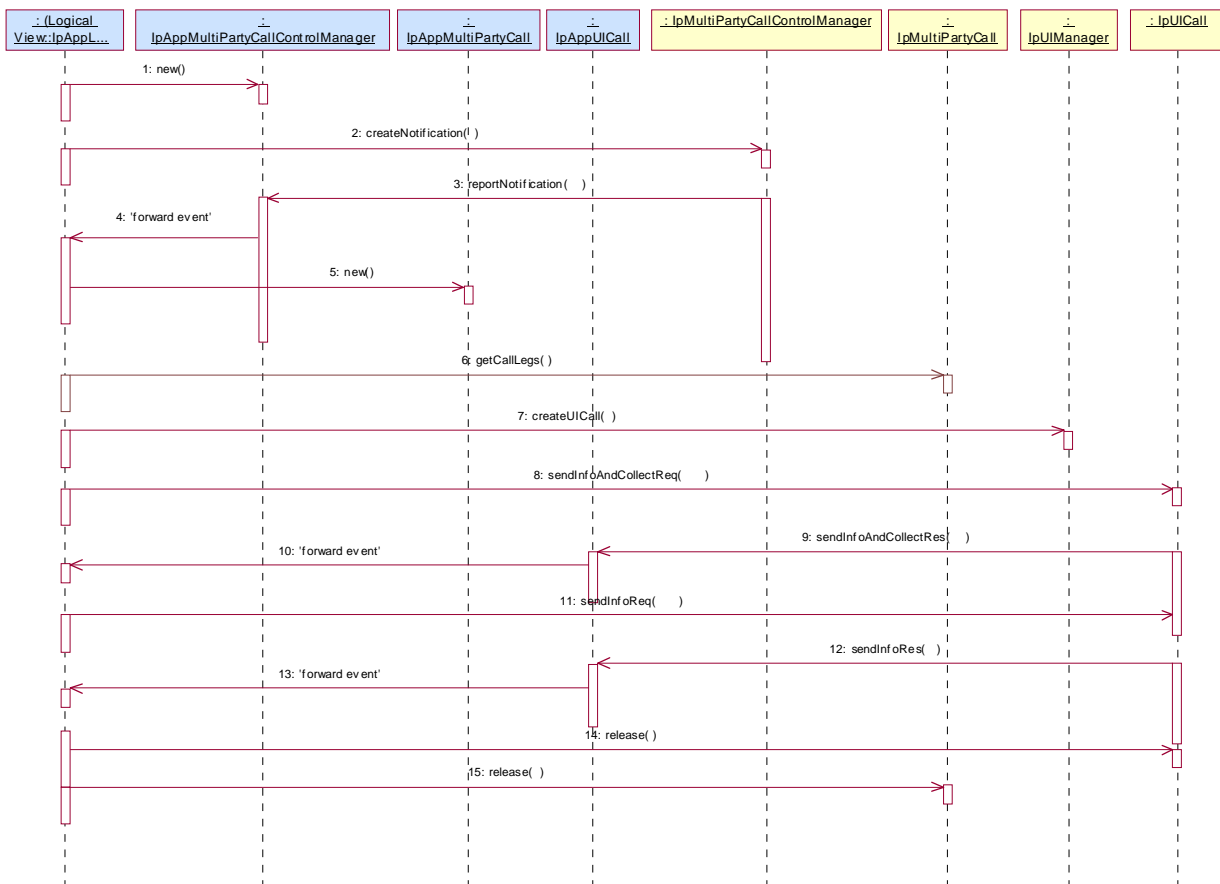 : (Logical
View::IpAppL...
:
IpAppMultiPartyCallControlManager
:
IpAppMultiPartyCall
:
IpAppUICall
: IpMultiPartyCallControlManager
:
IpMultiPartyCall
:
IpUIManager
: IpUICall
1: new()
2: createNotification( )
3: reportNotification( )
4: 'forward event'
5: new()
6: getCallLegs( )
7: createUICall( )
8: sendInfoAndCollectReq( )
9: sendInfoAndCollectRes( )
10: 'forward event'
11: sendInfoReq( )
12: sendInfoRes( )
13: 'forward event'
14: release( )
15: release( )